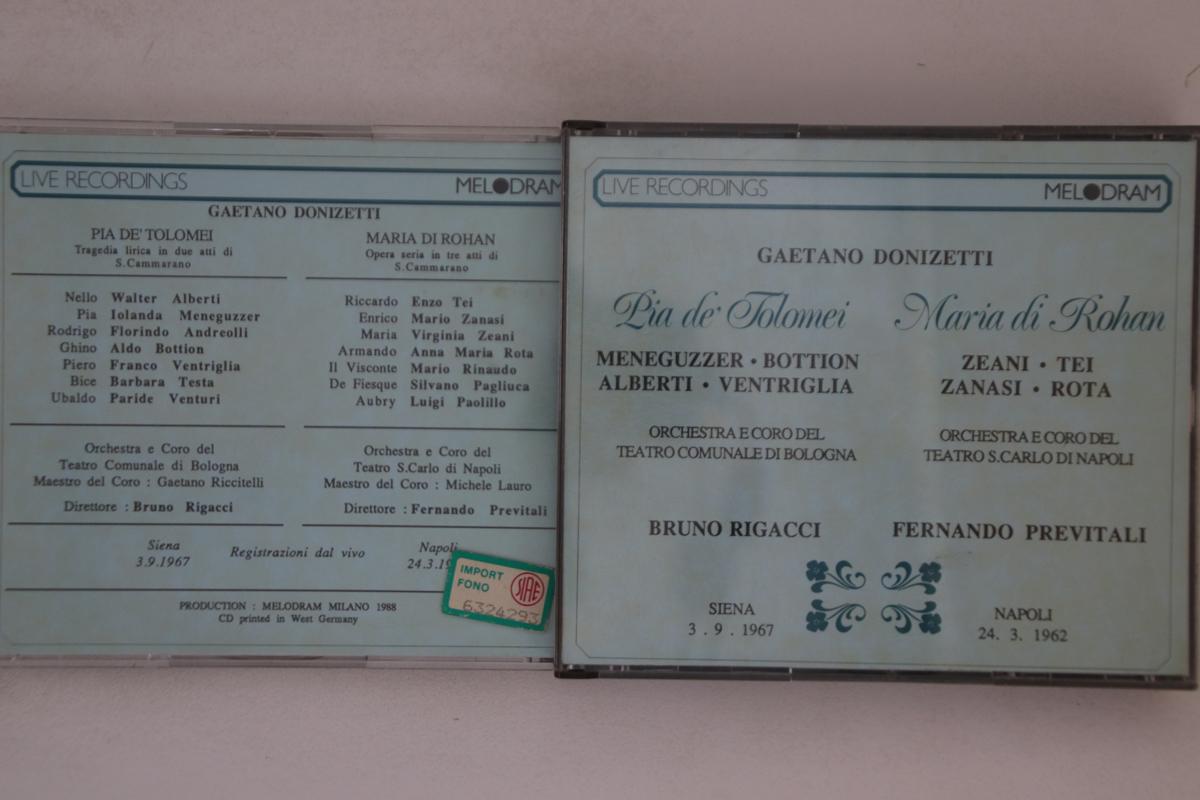 LIVE RECORDINGS MELODRAM
GAETANO DONIZETTI
PIA DE' TOLOMEI
Tragedia lirica in due atti di
S.Cammarano
Nello Walter Alberti
Pia Iolanda Meneguzzer
Rodrigo Florindo Andreolli
Ghino Aldo Bottion
Piero Franco Ventriglia
Bice Barbara Testa
Ubaldo Paride Venturi
Orchestra e Coro del
Teatro Comunale di Bologna
Maestro del Coro : Gaetano Riccitelli
Direttore : Bruno Rigacci
MARIA DI ROHAN
Opera seria in tre atti di
S.Cammarano
Riccardo Enzo Tei
Enrico Mario Zanasi
Maria Virginia Zeani
Armando Anna Maria Rota
Il Visconte Mario Rinaudo
De Fiesque Silvano Pagliuca
Aubry Luigi Paolillo
Orchestra e Coro del
Teatro S.Carlo di Napoli
Maestro del Coro : Michele Lauro
Direttore : Fernando Previtali
Siena
3.9.1967
Registrazioni dal vivo
Napoli
24.3.19
IMPORT
FONO
SIAE
6324293
PRODUCTION : MELODRAM MILANO 1988
CD printed in West Germany
LIVE RECORDINGS MELODRAM
GAETANO DONIZETTI
Pia de' Tolomei
MENEGUZZER • BOTTION
ALBERTI • VENTRIGLIA
ORCHESTRA E CORO DEL
TEATRO COMUNALE DI BOLOGNA
BRUNO RIGACCI
SIENA
3 . 9 . 1967
Maria di Rohan
ZEANI • TEI
ZANASI • ROTA
ORCHESTRA E CORO DEL
TEATRO S.CARLO DI NAPOLI
FERNANDO PREVITALI
NAPOLI
24. 3. 1962